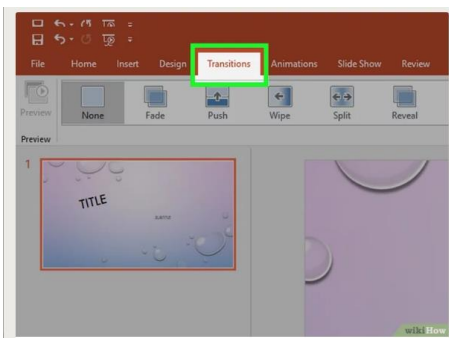 File Home Insert Design Transitions Animations Slide Show Review
Preview None Fade Push Wipe Split Reveal
Preview
1
TITLE
wikiHow